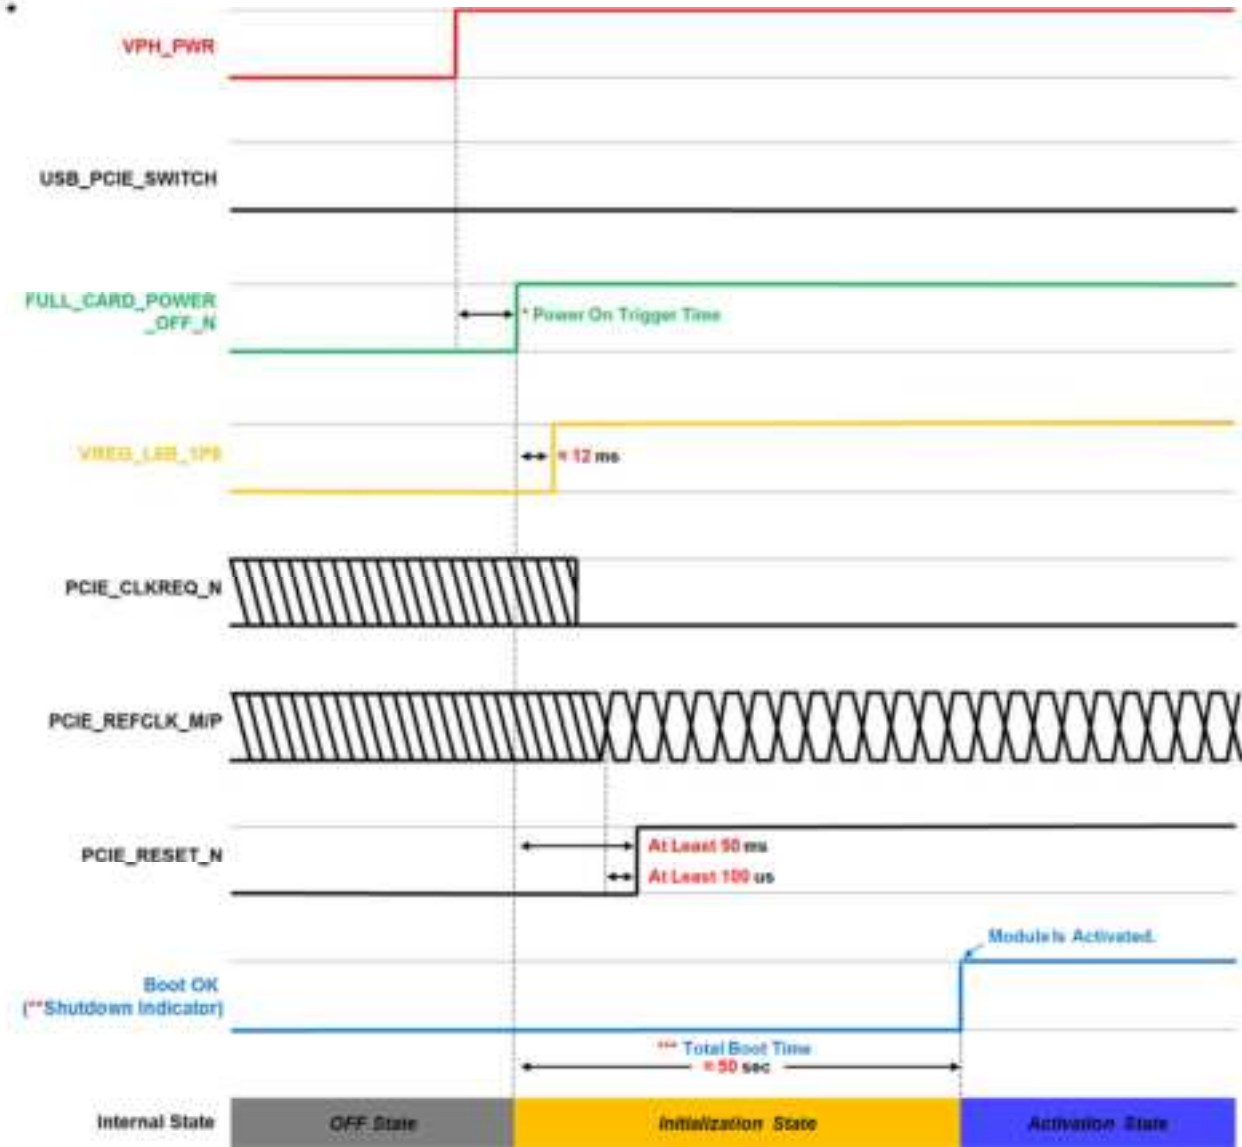 *
VPH_PWR
USB_PCIE_SWITCH
FULL_CARD_POWER
_OFF_N
* Power On Trigger Time
≈ 12 ms
PCIE_CLKREQ_N
PCIE_REFCLK_M/P
PCIE_RESET_N
At Least 50 ms
At Least 100 us
Module Is Activated.
Boot OK
(**Shutdown Indicator)
*** Total Boot Time
≈ 50 sec
Internal State
OFF State
Initialization State
Activation State